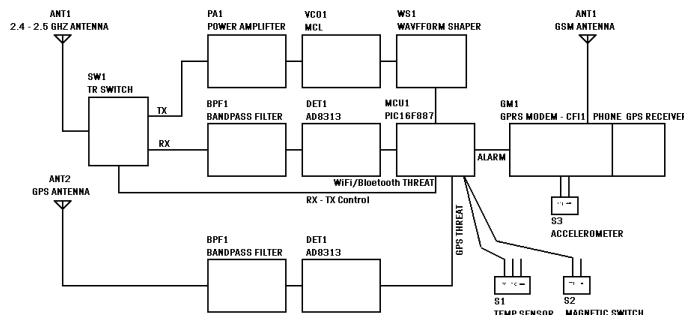 ANT1
2.4 - 2.5 GHZ ANTENNA
PA1
POWER AMPLIFTER
VCO1
MCL
WS1
WAVFFORM SHAPER
ANT1
GSM ANTENNA
SW1
TR SWITCH
TX
RX
BPF1
BANDPASS FILTER
DET1
AD8313
MCU1
PIC16F887
GM1
GPRS MODEM - CFI1 PHONE GPS RECEIVER
ALARM
WiFi/Bluetooth THREAT
RX - TX Control
ANT2
GPS ANTENNA
GPS THREAT
S3
ACCELEROMETER
BPF1
BANDPASS FILTER
DET1
AD8313
S1
TEMP SENSOR
S2
MAGNETIC SWITCH